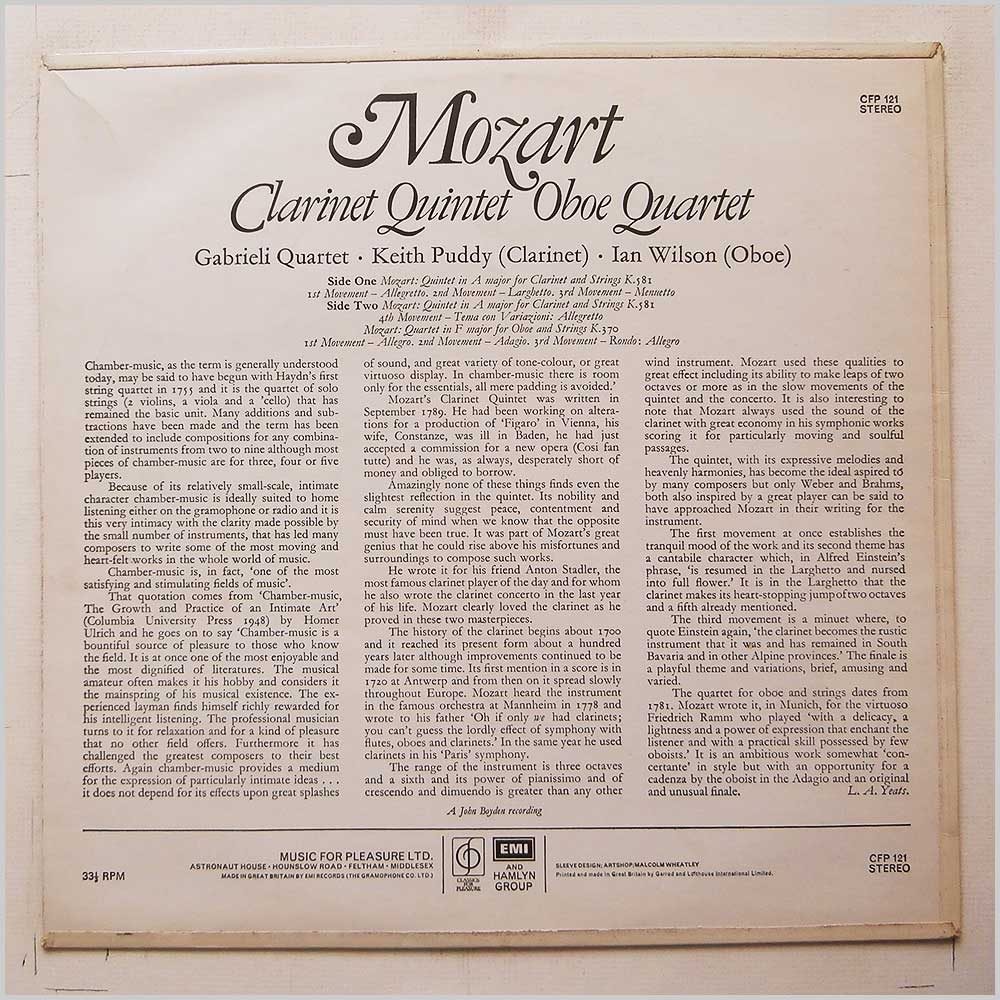 CFP 121
STEREO
Mozart
Clarinet Quintet Oboe Quartet
Gabrieli Quartet · Keith Puddy (Clarinet) · Ian Wilson (Oboe)
Side One Mozart: Quintet in A major for Clarinet and Strings K.581
1st Movement – Allegretto. 2nd Movement – Larghetto. 3rd Movement – Mennetto
Side Two Mozart: Quintet in A major for Clarinet and Strings K.581
4th Movement – Tema con Variazioni: Allegretto
Mozart: Quartet in F major for Oboe and Strings K.370
1st Movement – Allegro. 2nd Movement – Adagio. 3rd Movement – Rondo: Allegro
Chamber-music, as the term is generally understood
today, may be said to have begun with Haydn's first
string quartet in 1755 and it is the quartet of solo
strings (2 violins, a viola and a 'cello) that has
remained the basic unit. Many additions and sub-
tractions have been made and the term has been
extended to include compositions for any combina-
tion of instruments from two to nine although most
pieces of chamber-music are for three, four or five
players.
Because of its relatively small-scale, intimate
character chamber-music is ideally suited to home
listening either on the gramophone or radio and it is
this very intimacy with the clarity made possible by
the small number of instruments, that has led many
composers to write some of the most moving and
heart-felt works in the whole world of music.
Chamber-music is, in fact, 'one of the most
satisfying and stimulating fields of music'.
That quotation comes from 'Chamber-music,
The Growth and Practice of an Intimate Art'
(Columbia University Press 1948) by Homer
Ulrich and he goes on to say 'Chamber-music is a
bountiful source of pleasure to those who know
the field. It is at once one of the most enjoyable and
the most dignified of literatures. The musical
amateur often makes it his hobby and considers it
the mainspring of his musical existence. The ex-
perienced layman finds himself richly rewarded for
his intelligent listening. The professional musician
turns to it for relaxation and for a kind of pleasure
that no other field offers. Furthermore it has
challenged the greatest composers to their best
efforts. Again chamber-music provides a medium
for the expression of particularly intimate ideas . . .
it does not depend for its effects upon great splashes
of sound, and great variety of tone-colour, or great
virtuoso display. In chamber-music there is room
only for the essentials, all mere padding is avoided.'
Mozart's Clarinet Quintet was written in
September 1789. He had been working on altera-
tions for a production of 'Figaro' in Vienna, his
wife, Constanze, was ill in Baden, he had just
accepted a commission for a new opera (Cosi fan
tutte) and he was, as always, desperately short of
money and obliged to borrow.
Amazingly none of these things finds even the
slightest reflection in the quintet. Its nobility and
calm serenity suggest peace, contentment and
security of mind when we know that the opposite
must have been true. It was part of Mozart's great
genius that he could rise above his misfortunes and
surroundings to compose such works.
He wrote it for his friend Anton Stadler, the
most famous clarinet player of the day and for whom
he also wrote the clarinet concerto in the last year
of his life. Mozart clearly loved the clarinet as he
proved in these two masterpieces.
The history of the clarinet begins about 1700
and it reached its present form about a hundred
years later although improvements continued to be
made for some time. Its first mention in a score is in
1720 at Antwerp and from then on it spread slowly
throughout Europe. Mozart heard the instrument
in the famous orchestra at Mannheim in 1778 and
wrote to his father 'Oh if only we had clarinets;
you can't guess the lordly effect of symphony with
flutes, oboes and clarinets.' In the same year he used
clarinets in his 'Paris' symphony.
The range of the instrument is three octaves
and a sixth and its power of pianissimo and of
crescendo and dimuendo is greater than any other
wind instrument. Mozart used these qualities to
great effect including its ability to make leaps of two
octaves or more as in the slow movements of the
quintet and the concerto. It is also interesting to
note that Mozart always used the sound of the
clarinet with great economy in his symphonic works
scoring it for particularly moving and soulful
passages.
The quintet, with its expressive melodies and
heavenly harmonies, has become the ideal aspired to
by many composers but only Weber and Brahms,
both also inspired by a great player can be said to
have approached Mozart in their writing for the
instrument.
The first movement at once establishes the
tranquil mood of the work and its second theme has
a cantabile character which, in Alfred Einstein's
phrase, 'is resumed in the Larghetto and nursed
into full flower.' It is in the Larghetto that the
clarinet makes its heart-stopping jump of two octaves
and a fifth already mentioned.
The third movement is a minuet where, to
quote Einstein again, 'the clarinet becomes the rustic
instrument that it was and has remained in South
Bavaria and in other Alpine provinces.' The finale is
a playful theme and variations, brief, amusing and
varied.
The quartet for oboe and strings dates from
1781. Mozart wrote it, in Munich, for the virtuoso
Friedrich Ramm who played 'with a delicacy, a
lightness and a power of expression that enchant the
listener and with a practical skill possessed by few
oboists.' It is an ambitious work somewhat 'con-
certante' in style but with an opportunity for a
cadenza by the oboist in the Adagio and an original
and unusual finale. L. A. Yeats.
A John Boyden recording
33⅓ RPM
MUSIC FOR PLEASURE LTD.
ASTRONAUT HOUSE · HOUNSLOW ROAD · FELTHAM · MIDDLESEX
MADE IN GREAT BRITAIN BY EMI RECORDS (THE GRAMOPHONE CO. LTD.)
CLASSICS
FOR
PLEASURE
EMI
AND
HAMLYN
GROUP
SLEEVE DESIGN; ARTSHOP/MALCOLM WHEATLEY
Printed and made in Great Britain by Garrod and Lofthouse International Limited.
CFP 121
STEREO